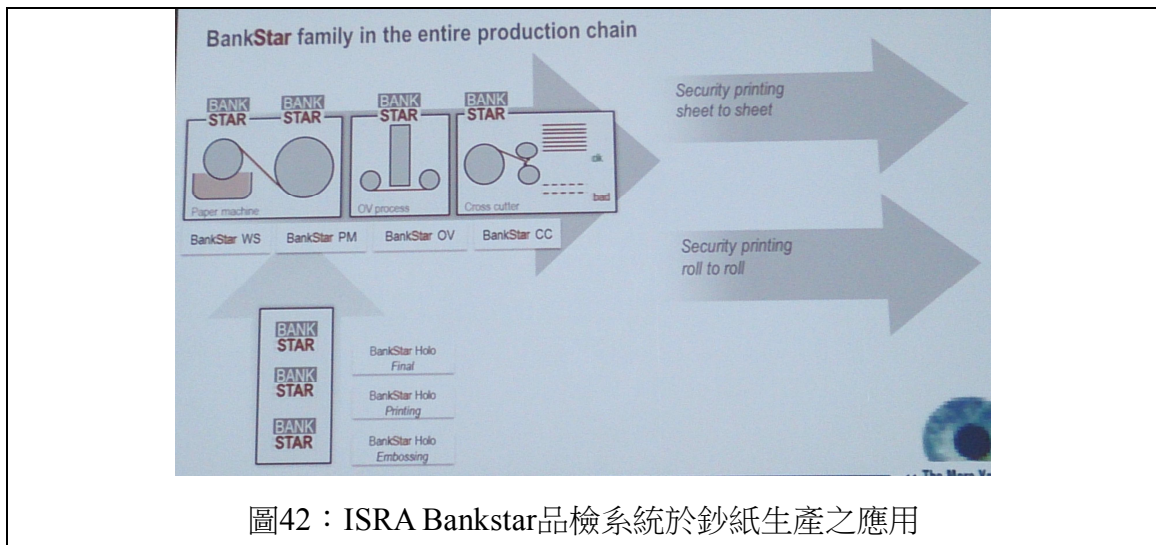 BankStar family in the entire production chain
BANK STAR
BANK STAR
BANK STAR
BANK STAR
Paper machine
OV process
Cross cutter
ok
bad
BankStar WS
BankStar PM
BankStar OV
BankStar CC
Security printing
sheet to sheet
Security printing
roll to roll
BANK
STAR
BankStar Holo
Final
BANK
STAR
BankStar Holo
Printing
BANK
STAR
BankStar Holo
Embossing
圖42：ISRA Bankstar品檢系統於鈔紙生產之應用